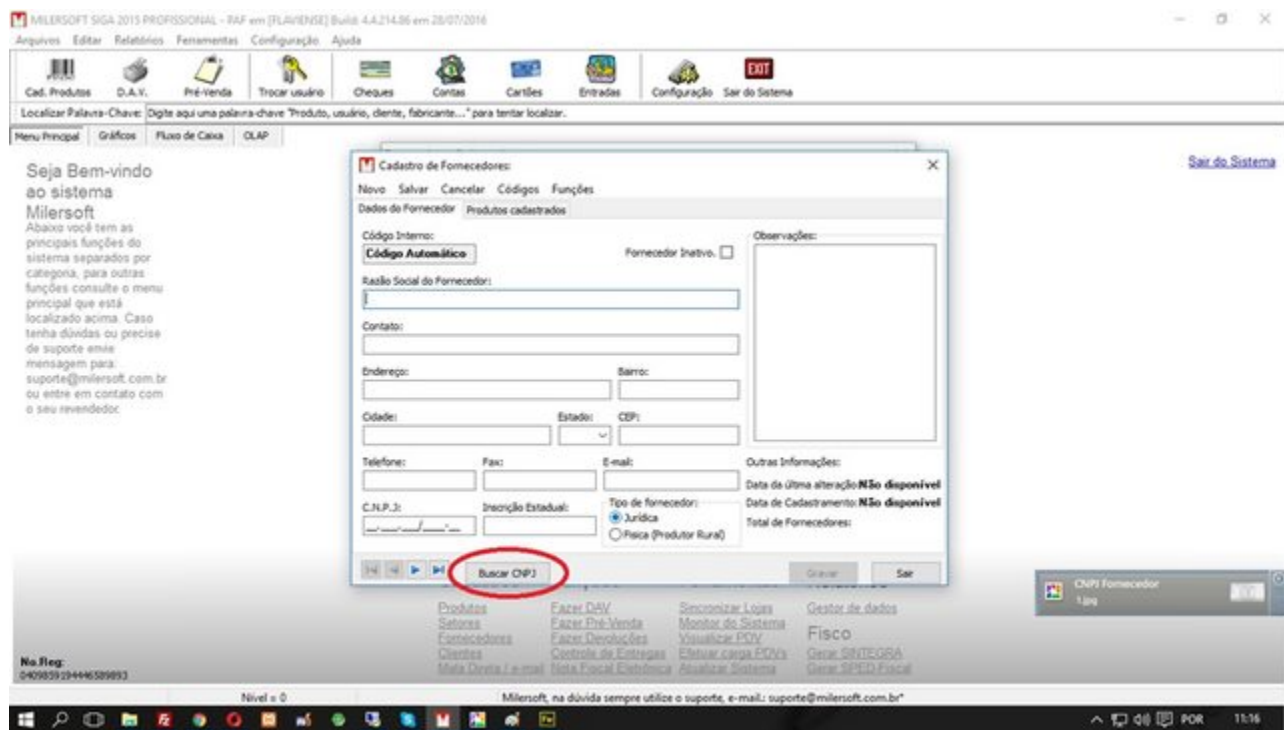 MILERSOFT SIGA 2015 PROFISSIONAL - PAF em [FLAVIENSE] Build: 4.4.214.86 em 28/07/2016
Arquivos Editar Relatórios Ferramentas Configuração Ajuda
Cad. Produtos D.A.V. Pré-Venda Trocar usuário Cheques Contas Cartões Entradas Configuração Sair do Sistema
EXIT
Localizar Palavra-Chave: Digite aqui uma palavra-chave "Produto, usuário, cliente, fabricante..." para tentar localizar.
Menu Principal Gráficos Fluxo de Caixa OLAP
Sair do Sistema
Seja Bem-vindo
ao sistema
Milersoft
Abaixo você tem as
principais funções do
sistema separados por
categoria, para outras
funções consulte o menu
principal que está
localizado acima. Caso
tenha dúvidas ou precise
de suporte envie
mensagem para:
suporte@milersoft.com.br
ou entre em contato com
o seu revendedor.
Cadastro de Fornecedores:
Novo Salvar Cancelar Códigos Funções
Dados do Fornecedor Produtos cadastrados
Código Interno:
Código Automático
Fornecedor Inativo.
Observações:
Razão Social do Fornecedor:
Contato:
Endereço: Bairro:
Cidade: Estado: CEP:
Telefone: Fax: E-mail:
Outras Informações:
Data da última alteração: Não disponível
C.N.P.J: Inscrição Estadual: Tipo de fornecedor:
Data de Cadastramento: Não disponível
Jurídica
Total de Fornecedores:
__.___.___/____-__
Fisica (Produtor Rural)
Buscar CNPJ Gravar Sair
CNPJ Fornecedor
1.jpg
Produtos Fazer DAV Sincronizar Lojas Gestor de dados
Setores Fazer Pré-Venda Monitor do Sistema
Fornecedores Fazer Devoluções Visualizar PDV Fisco
Clientes Controle de Entregas Efetuar carga PDVs Gerar SINTEGRA
Mala Direta / e-mail Nota Fiscal Eletrônica Atualizar Sistema Gerar SPED Fiscal
No.Reg:
0409859194446589893
Nível = 0 Milersoft, na dúvida sempre utilize o suporte, e-mail.: suporte@milersoft.com.br"
POR 11:16